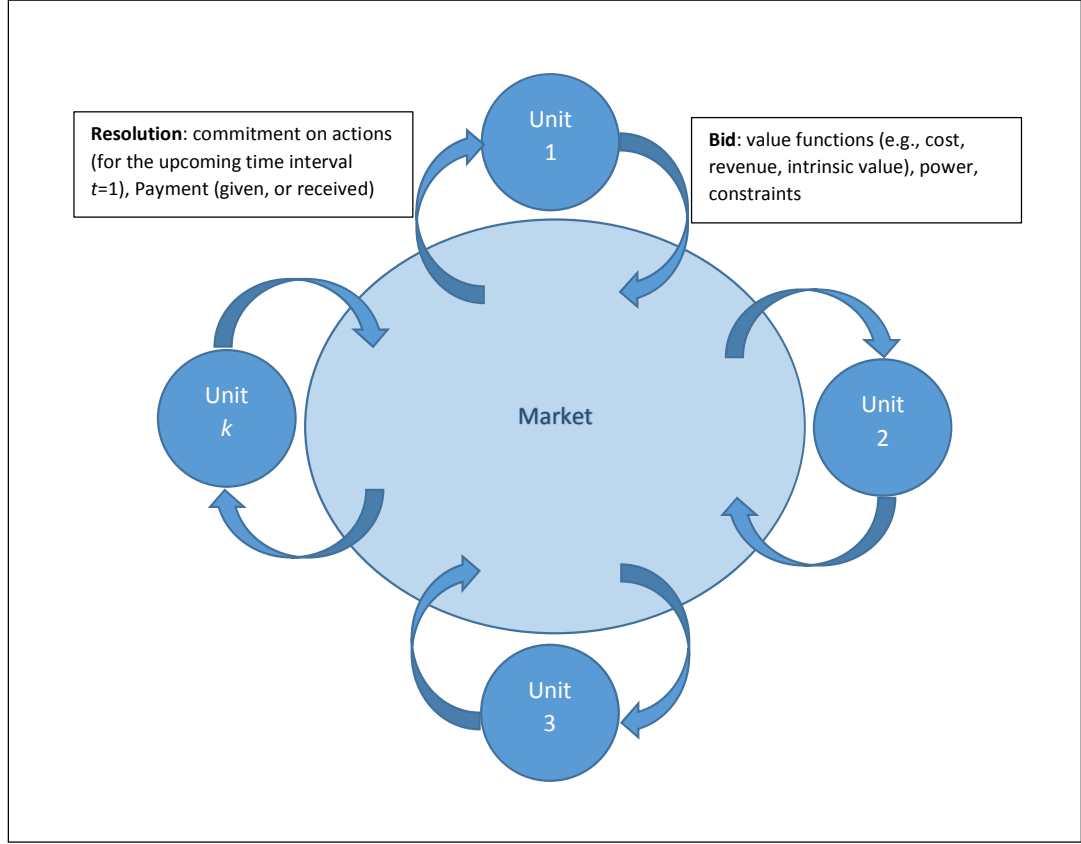 Unit
1
Resolution: commitment on actions
(for the upcoming time interval
t=1), Payment (given, or received)
Bid: value functions (e.g., cost,
revenue, intrinsic value), power,
constraints
Unit
k
Market
Unit
2
Unit
3